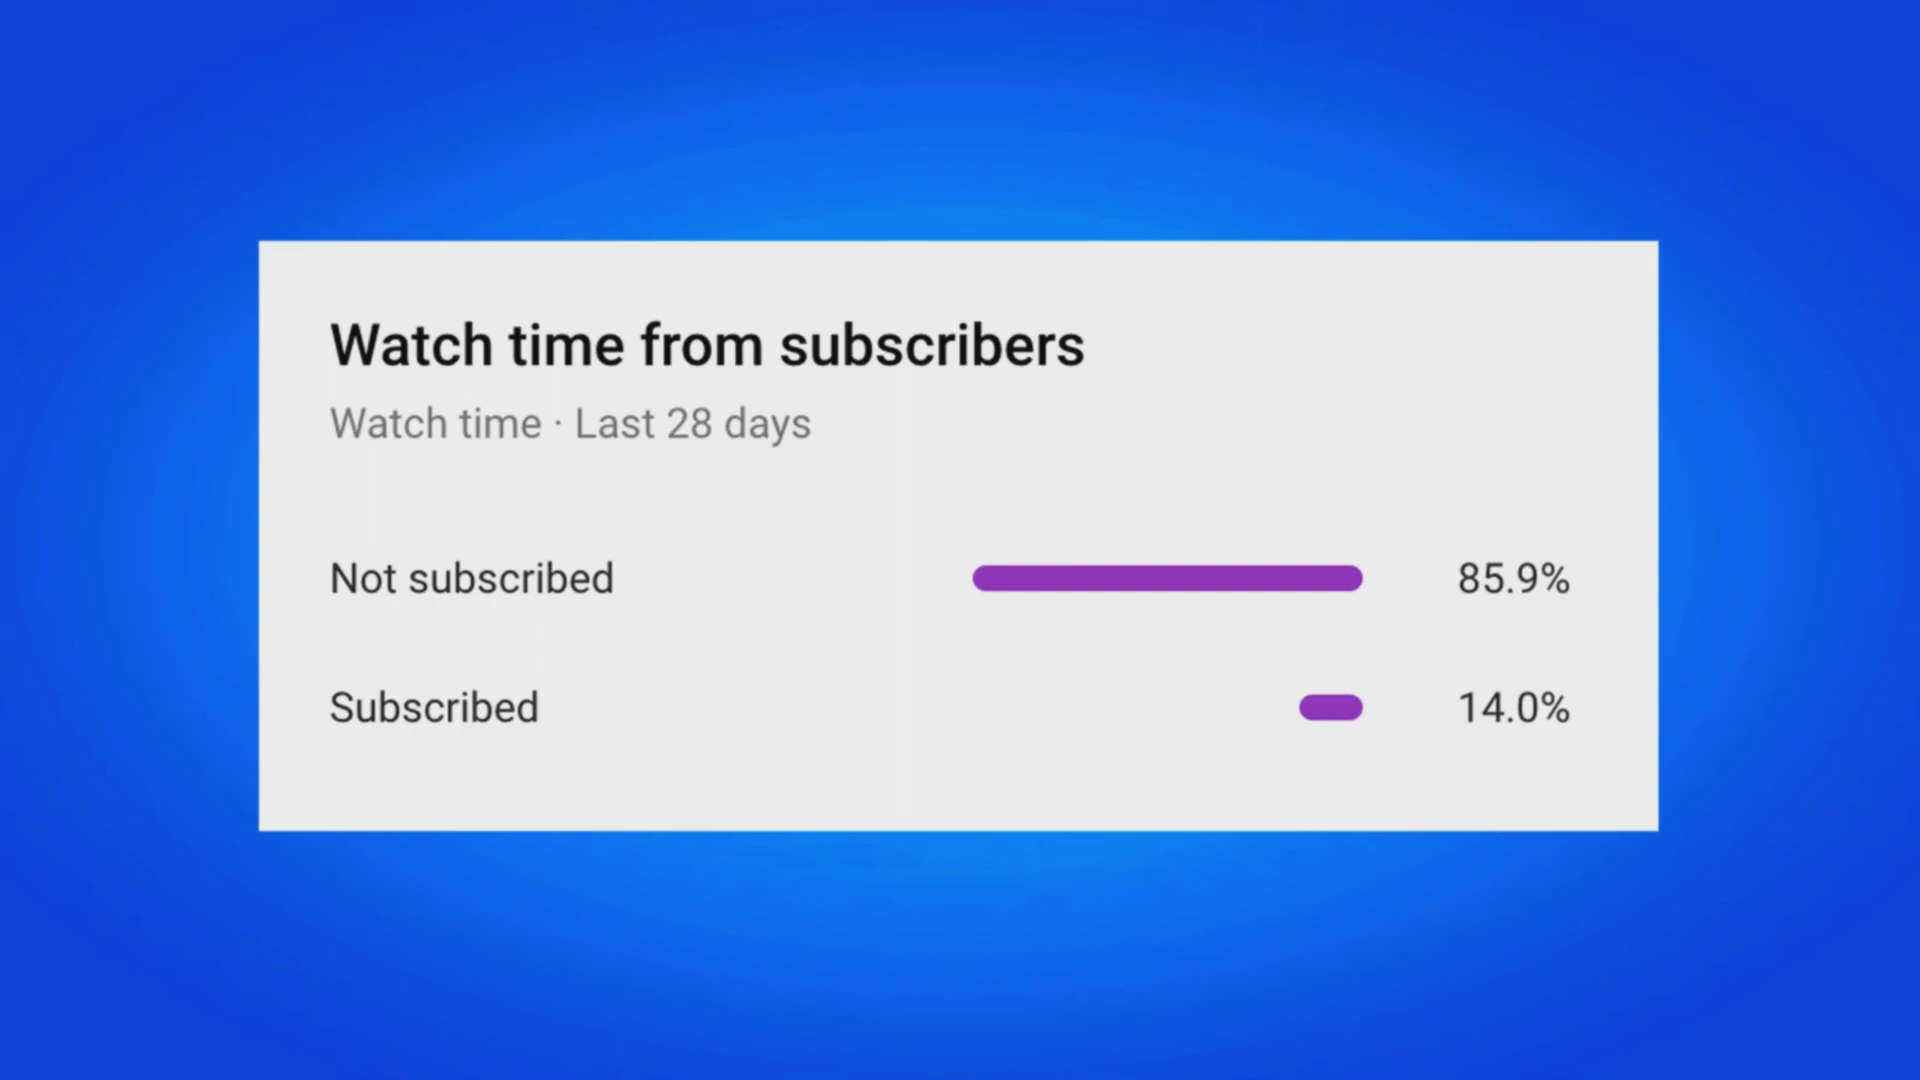 Watch time from subscribers
Watch time · Last 28 days
Not subscribed 85.9%
Subscribed 14.0%